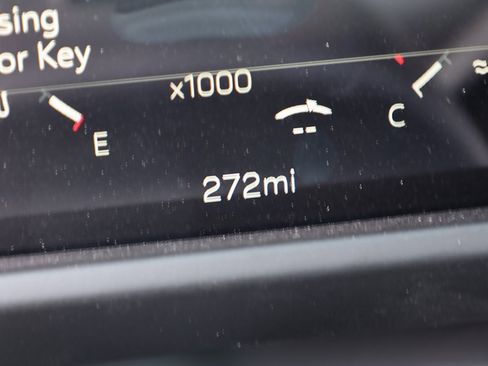 sing
or Key
x1000
E
C
--
272mi